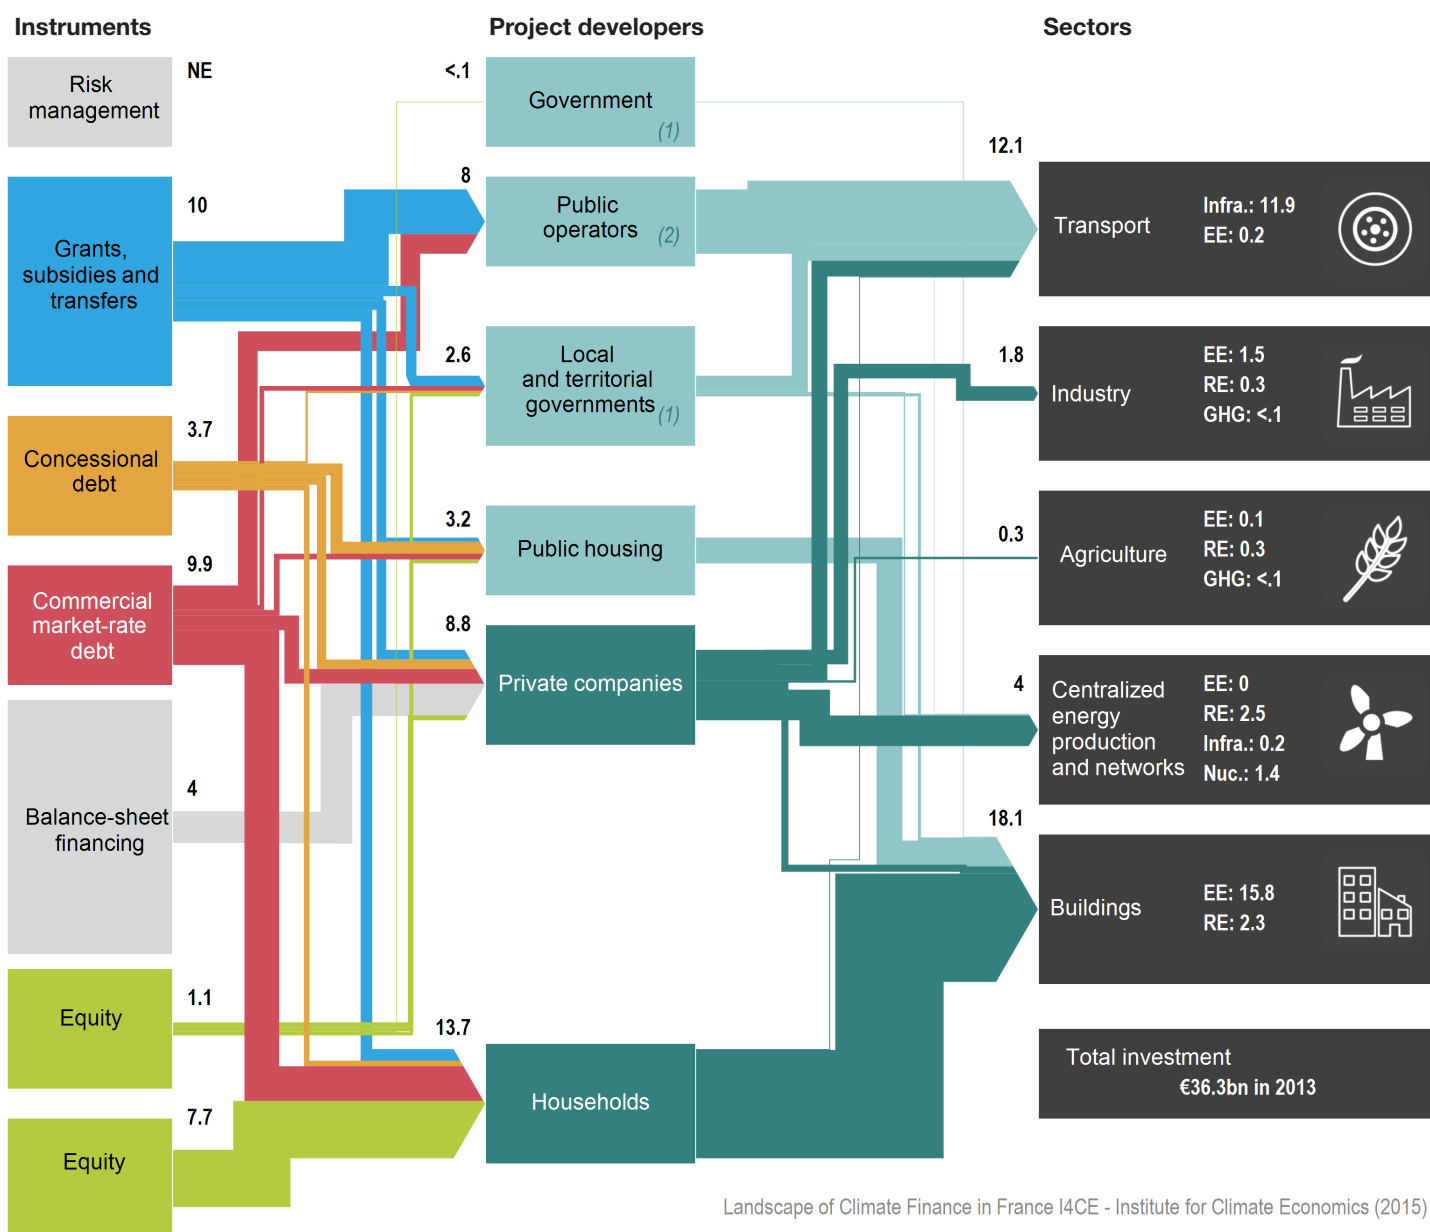 Instruments
Project developers
Sectors
Risk
management
NE
Grants,
subsidies and
transfers
10
Concessional
debt
3.7
Commercial
market-rate
debt
9.9
Balance-sheet
financing
4
Equity
1.1
Equity
7.7
<.1
Government
(1)
8
Public
operators
(2)
2.6
Local
and territorial
governments
(1)
3.2
Public housing
8.8
Private companies
13.7
Households
12.1
Transport
Infra.: 11.9
EE: 0.2
1.8
Industry
EE: 1.5
RE: 0.3
GHG: <.1
0.3
Agriculture
EE: 0.1
RE: 0.3
GHG: <.1
4
Centralized
energy
production
and networks
EE: 0
RE: 2.5
Infra.: 0.2
Nuc.: 1.4
18.1
Buildings
EE: 15.8
RE: 2.3
Total investment
€36.3bn in 2013
Landscape of Climate Finance in France I4CE - Institute for Climate Economics (2015)